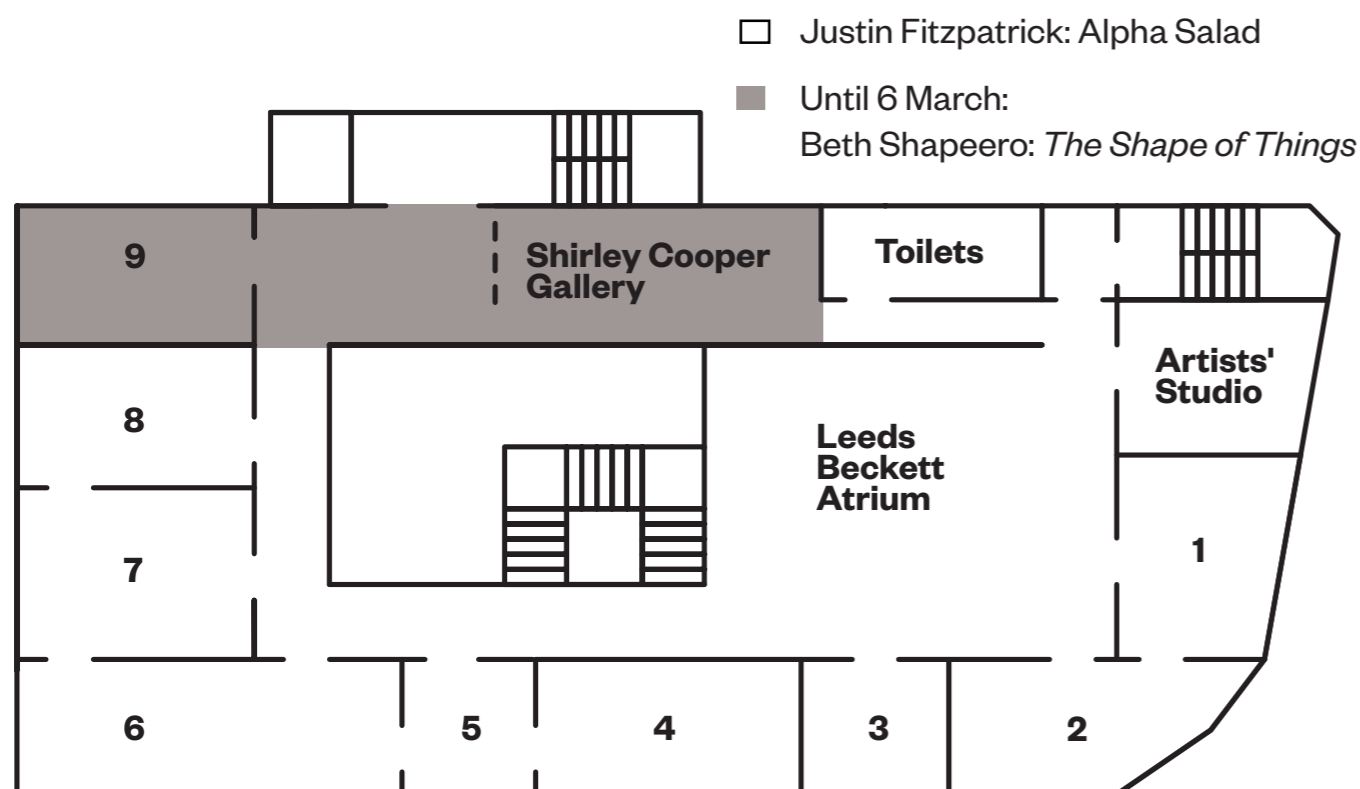 Justin Fitzpatrick: Alpha Salad
Until 6 March:
Beth Shapeero: The Shape of Things
9
Shirley Cooper
Gallery
Toilets
Artists'
Studio
8
Leeds
Beckett
Atrium
7
1
6
5
4
3
2